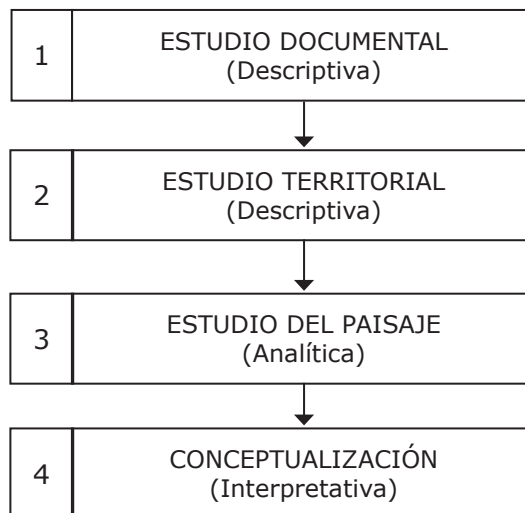 1
ESTUDIO DOCUMENTAL
(Descriptiva)
2
ESTUDIO TERRITORIAL
(Descriptiva)
3
ESTUDIO DEL PAISAJE
(Analítica)
4
CONCEPTUALIZACIÓN
(Interpretativa)